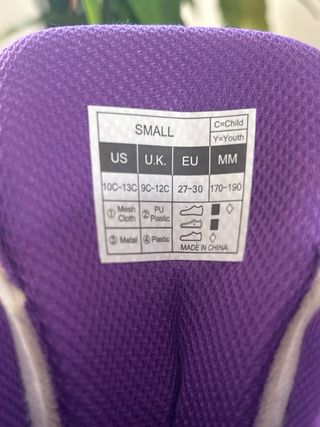 SMALL C=Child
Y=Youth
US U.K. EU MM
10C-13C 9C-12C 27-30 170-190
① Mesh Cloth ② PU Plastic
③ Metal ④ Plastic
MADE IN CHINA